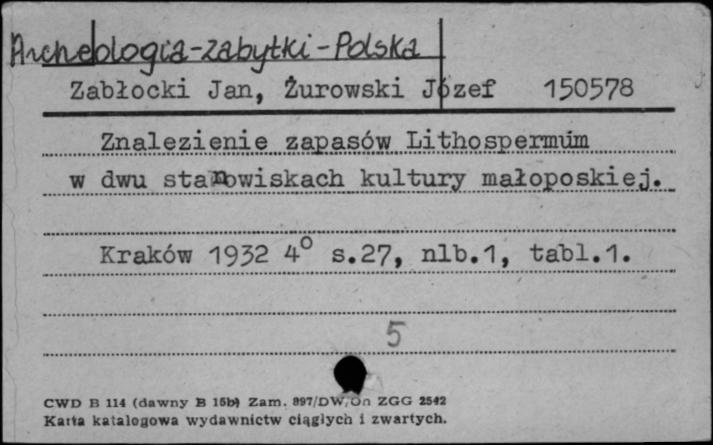 Archeologia-zabytki-Polska
Zabłocki Jan, Żurowski Józef 150578
Znalezienie zapasów Lithospermum
w dwu stanowiskach kultury małoposkiej.
Kraków 1932 4° s.27, nlb.1, tabl.1.
5
CWD B 114 (dawny B 15b) Zam. 897/DW/On ZGG 2542
Karta katalogowa wydawnictw ciągłych i zwartych.